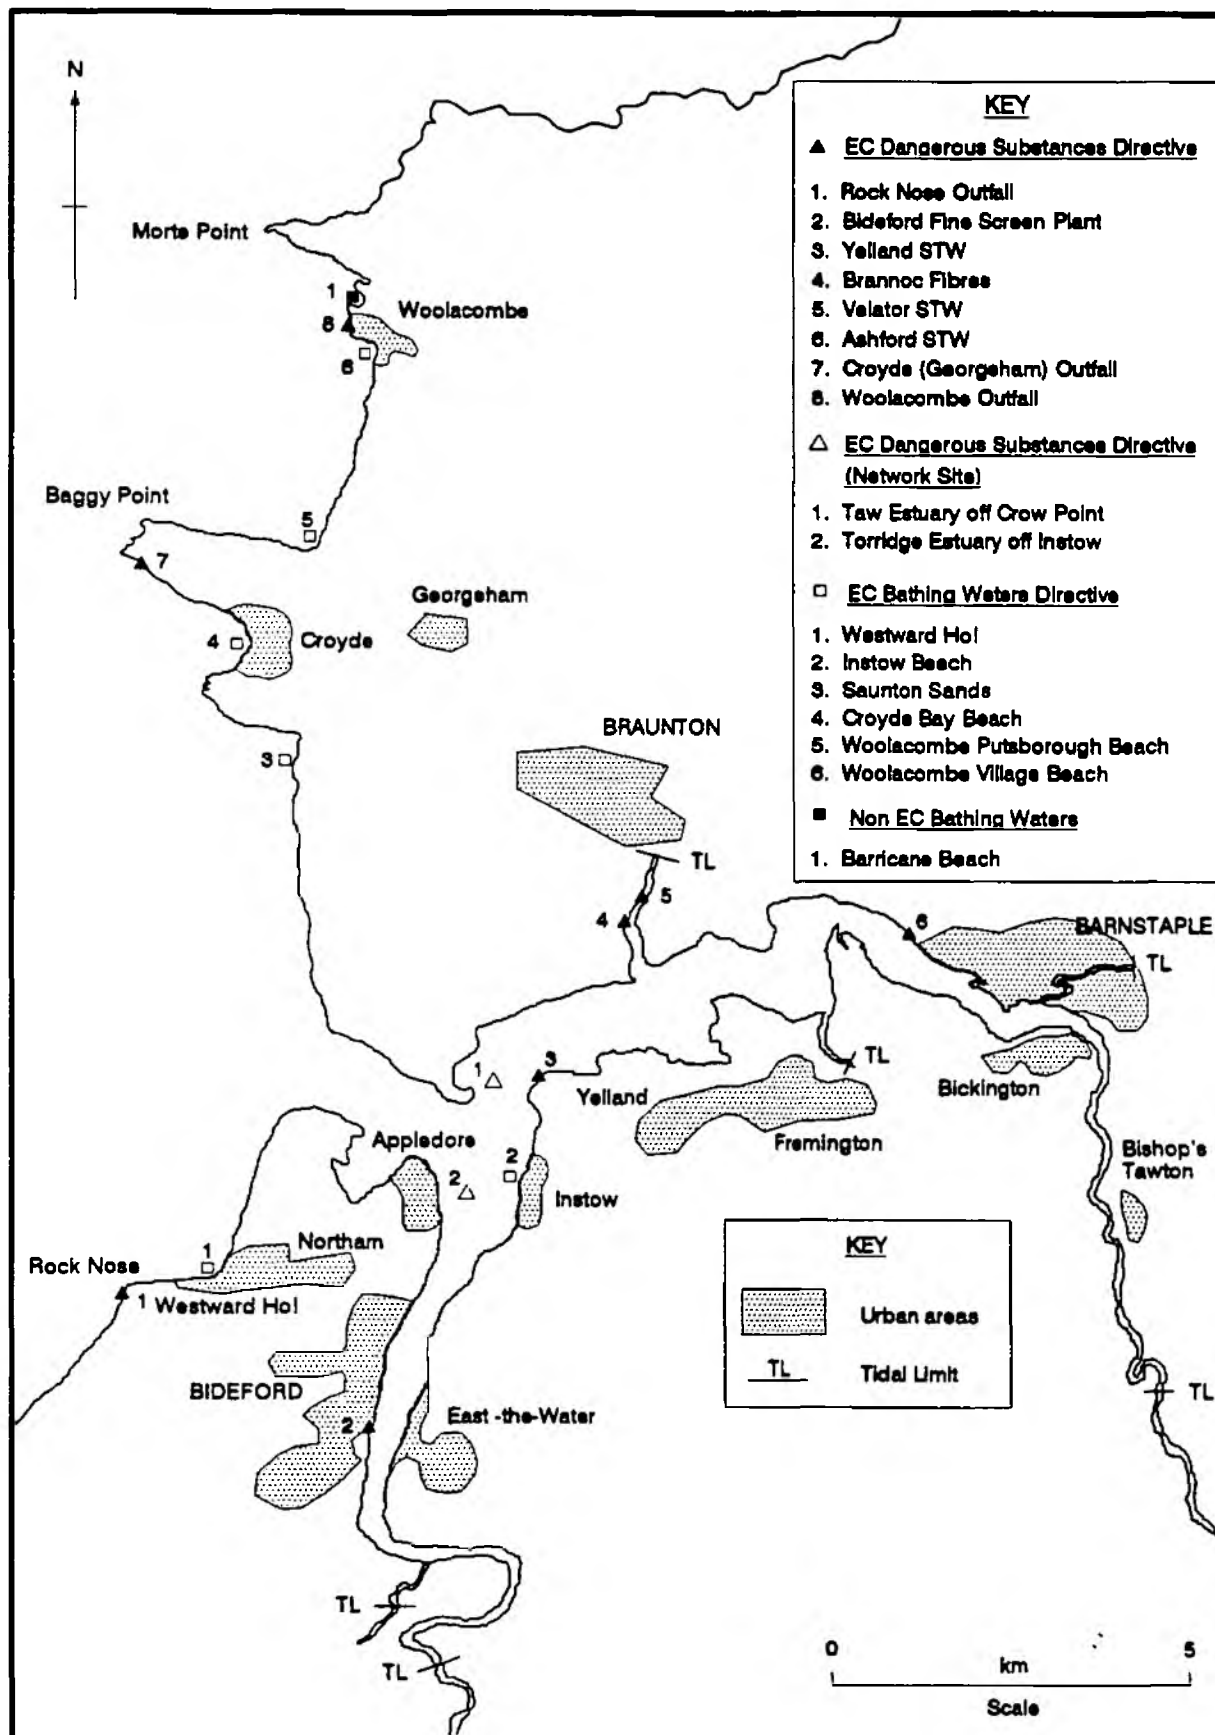 N
KEY
▲ EC Dangerous Substances Directive
1. Rock Nose Outfall
2. Bideford Fine Screen Plant
3. Yelland STW
4. Brannoc Fibres
5. Velator STW
6. Ashford STW
7. Croyde (Georgeham) Outfall
8. Woolacombe Outfall
△ EC Dangerous Substances Directive
(Network Site)
1. Taw Estuary off Crow Point
2. Torridge Estuary off Instow
□ EC Bathing Waters Directive
1. Westward Ho!
2. Instow Beach
3. Saunton Sands
4. Croyde Bay Beach
5. Woolacombe Putsborough Beach
6. Woolacombe Village Beach
■ Non EC Bathing Waters
1. Barricane Beach
Morte Point
1
Woolacombe
8
6
Baggy Point
5
7
Georgeham
4
Croyde
BRAUNTON
3
TL
5
4
6
BARNSTAPLE
TL
1
3
TL
Yelland
Bickington
Appledore
Fremington
2
2
Bishop's
Tawton
Instow
Northam
1
Rock Nose
1
Westward Ho!
KEY
Urban areas
TL
Tidal Limit
BIDEFORD
TL
East -the-Water
2
TL
TL
0
5
km
Scale